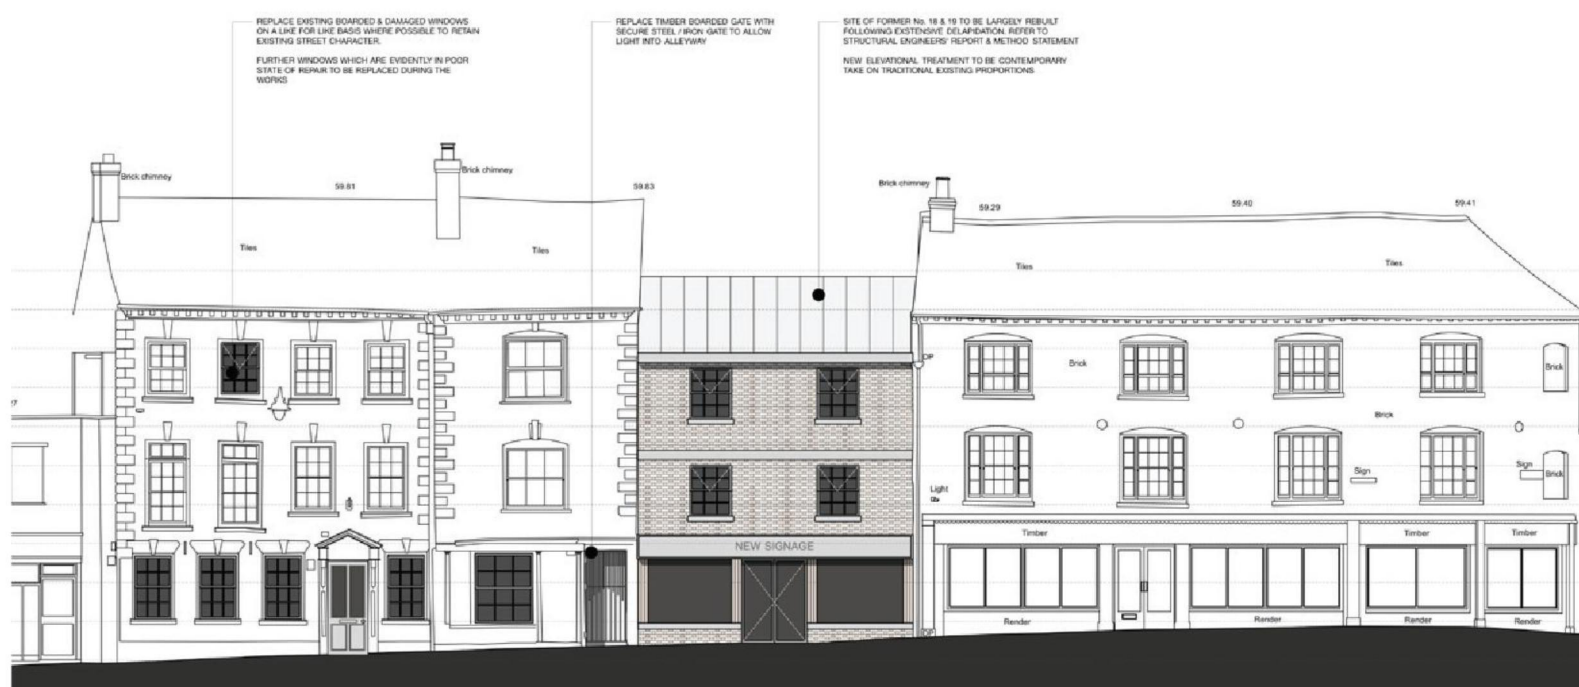 REPLACE EXISTING BOARDED & DAMAGED WINDOWS
ON A LIKE FOR LIKE BASIS WHERE POSSIBLE TO RETAIN
EXISTING STREET CHARACTER.
FURTHER WINDOWS WHICH ARE EVIDENTLY IN POOR
STATE OF REPAIR TO BE REPLACED DURING THE
WORKS
REPLACE TIMBER BOARDED GATE WITH
SECURE STEEL / IRON GATE TO ALLOW
LIGHT INTO ALLEYWAY
SITE OF FORMER No. 18 & 19 TO BE LARGELY REBUILT
FOLLOWING EXSTENSIVE DELAPIDATION. REFER TO
STRUCTURAL ENGINEERS' REPORT & METHOD STATEMENT
NEW ELEVATIONAL TREATMENT TO BE CONTEMPORARY
TAKE ON TRADITIONAL EXISTING PROPORTIONS
Brick chimney
59.81
Brick chimney
59.83
Brick chimney
59.29
59.40
59.41
Tiles
Tiles
Tiles
Tiles
DP
Brick
Brick
Brick
Light
Sign
Sign
Brick
NEW SIGNAGE
Timber
Timber
Timber
Render
Render
Render
Render
DP